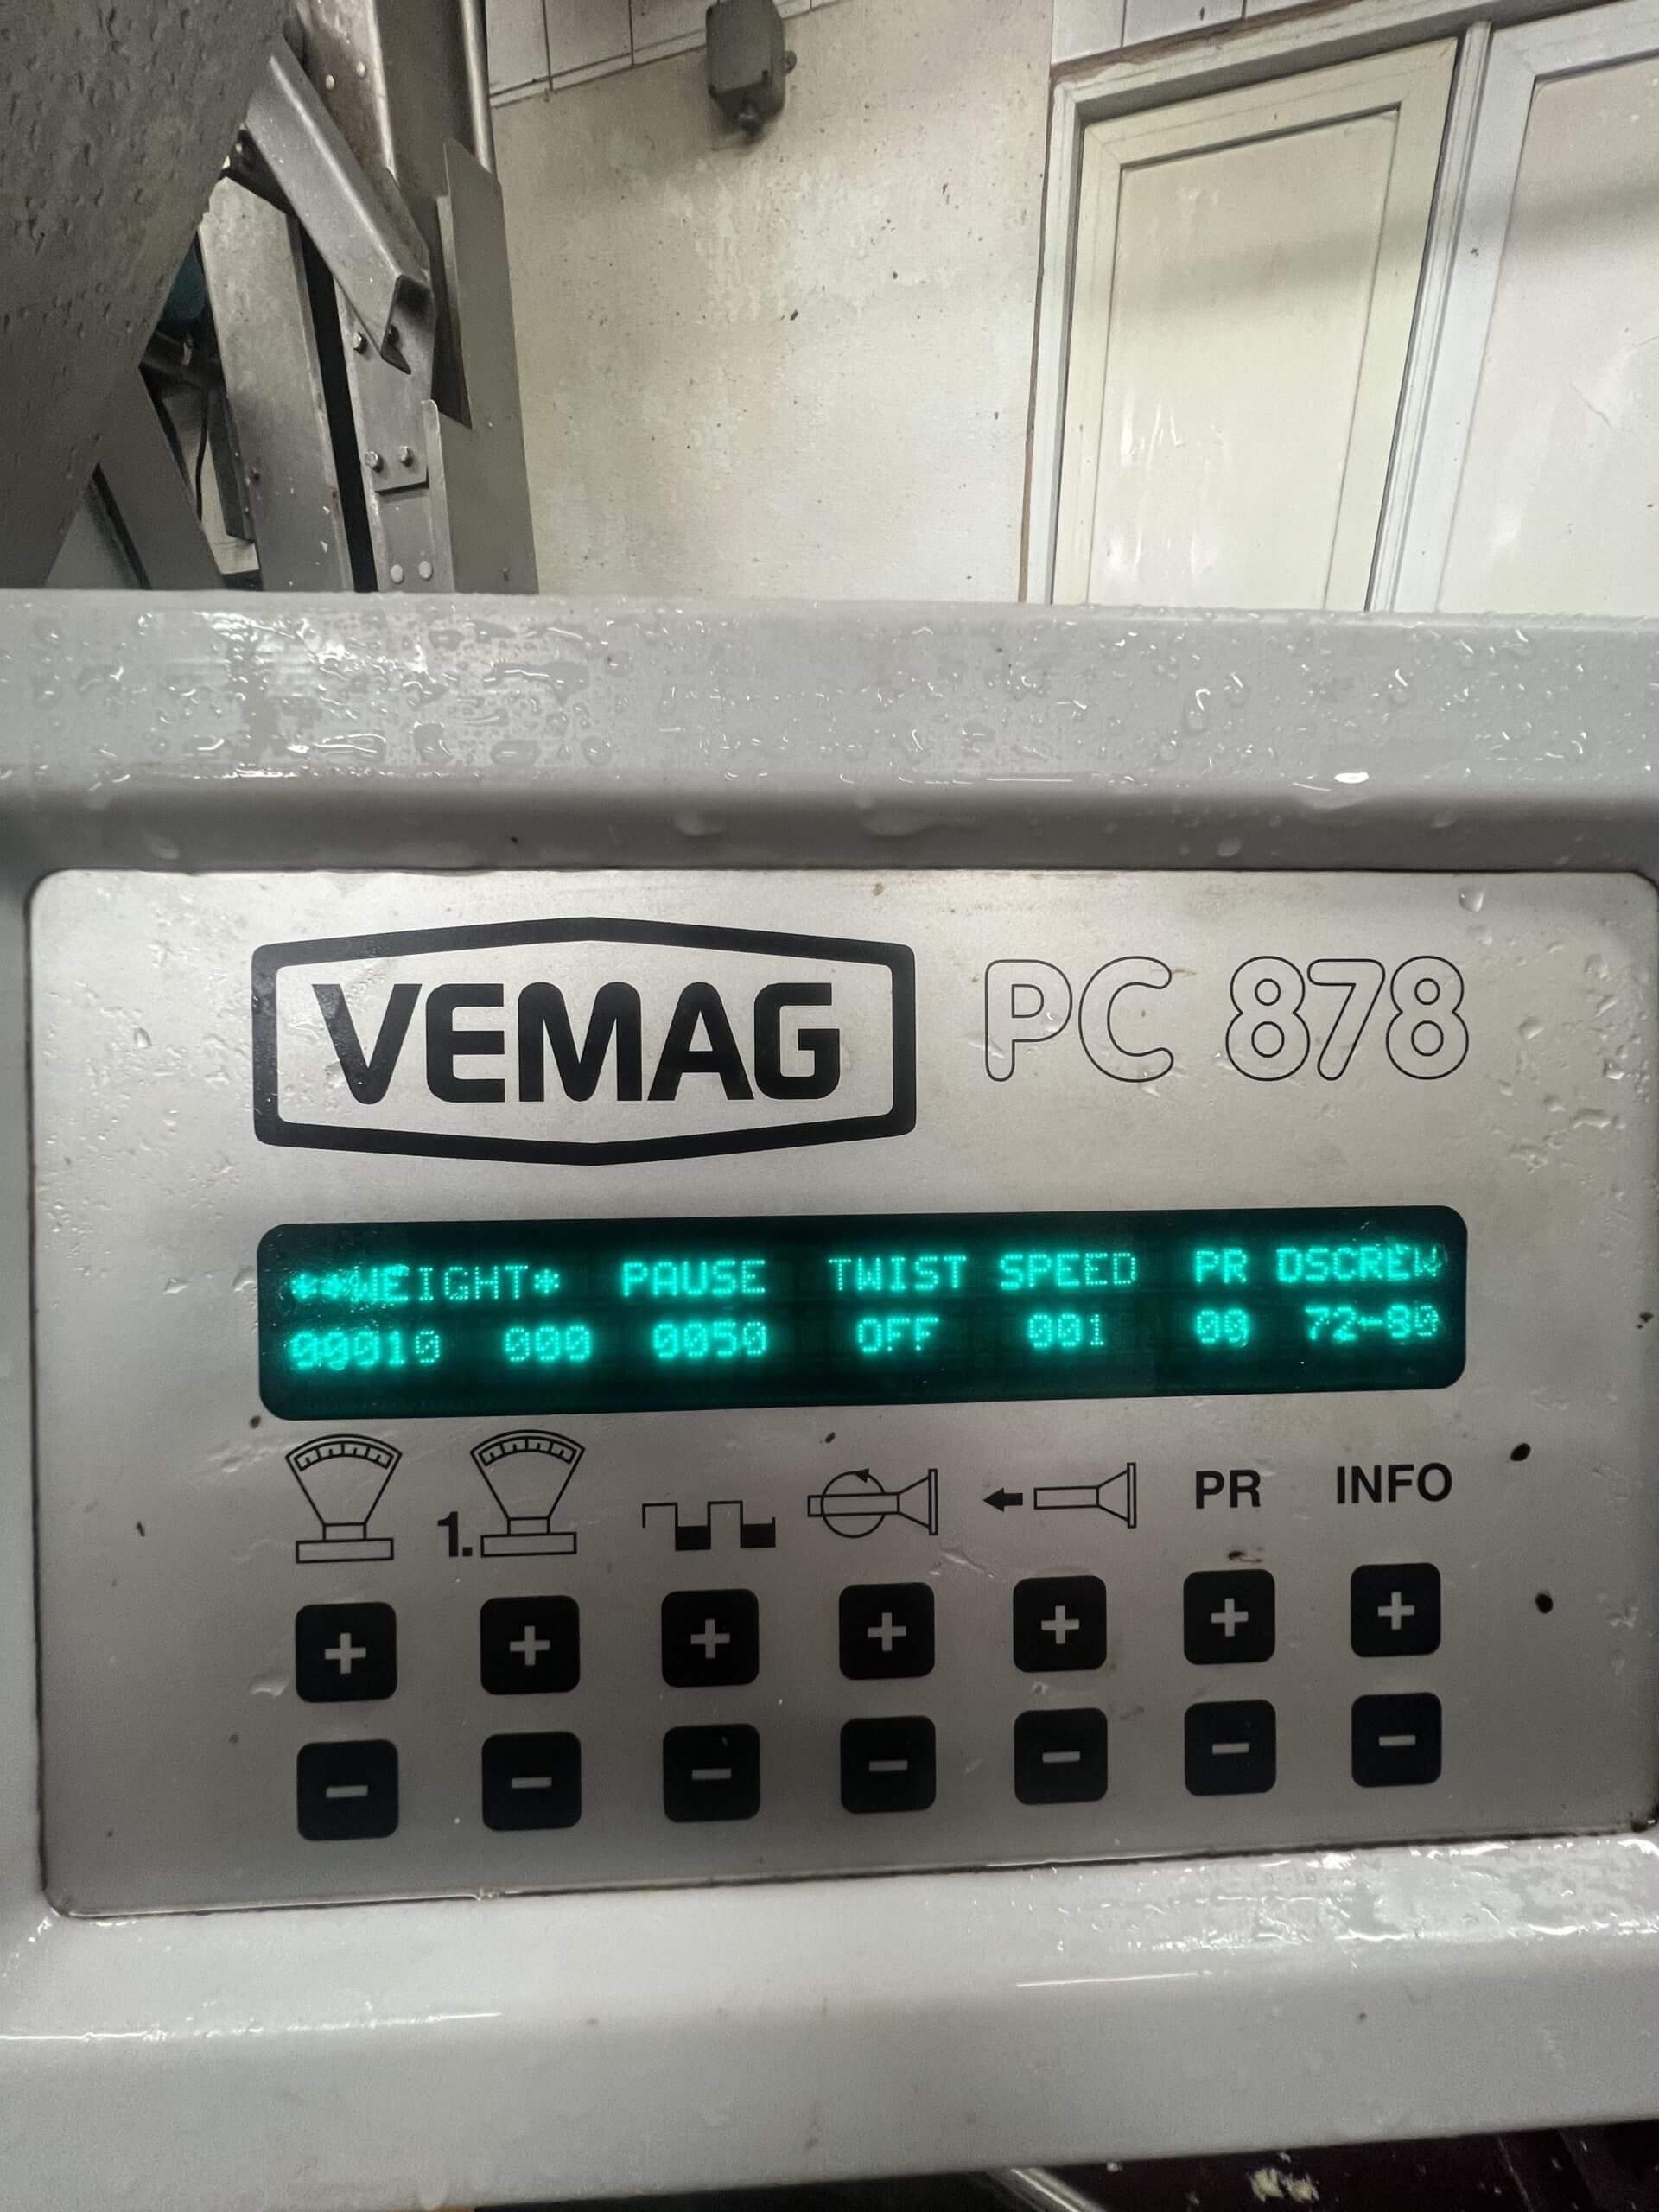 VEMAG PC 878
**WEIGHT* PAUSE TWIST SPEED PR DSCREW
00010 000 0050 OFF 001 00 72-80
1. PR INFO
+ + + + + + +
- - - - - - -